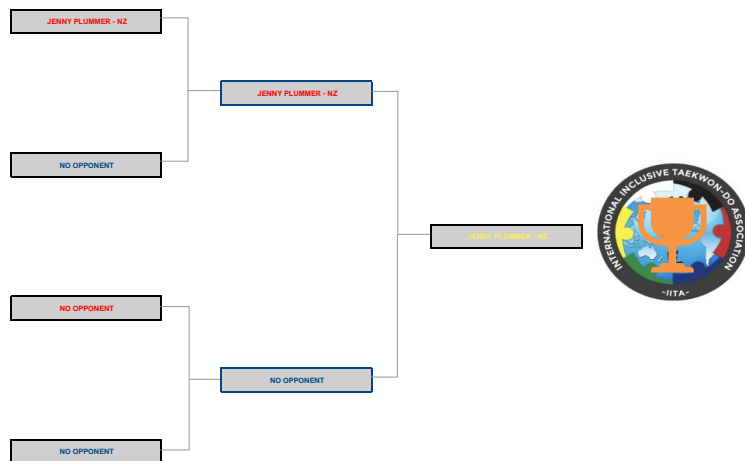 JENNY PLUMMER - NZ
JENNY PLUMMER - NZ
NO OPPONENT
JENNY PLUMMER - NZ
INTERNATIONAL INCLUSIVE TAEKWON-DO ASSOCIATION
-IITA-
NO OPPONENT
NO OPPONENT
NO OPPONENT